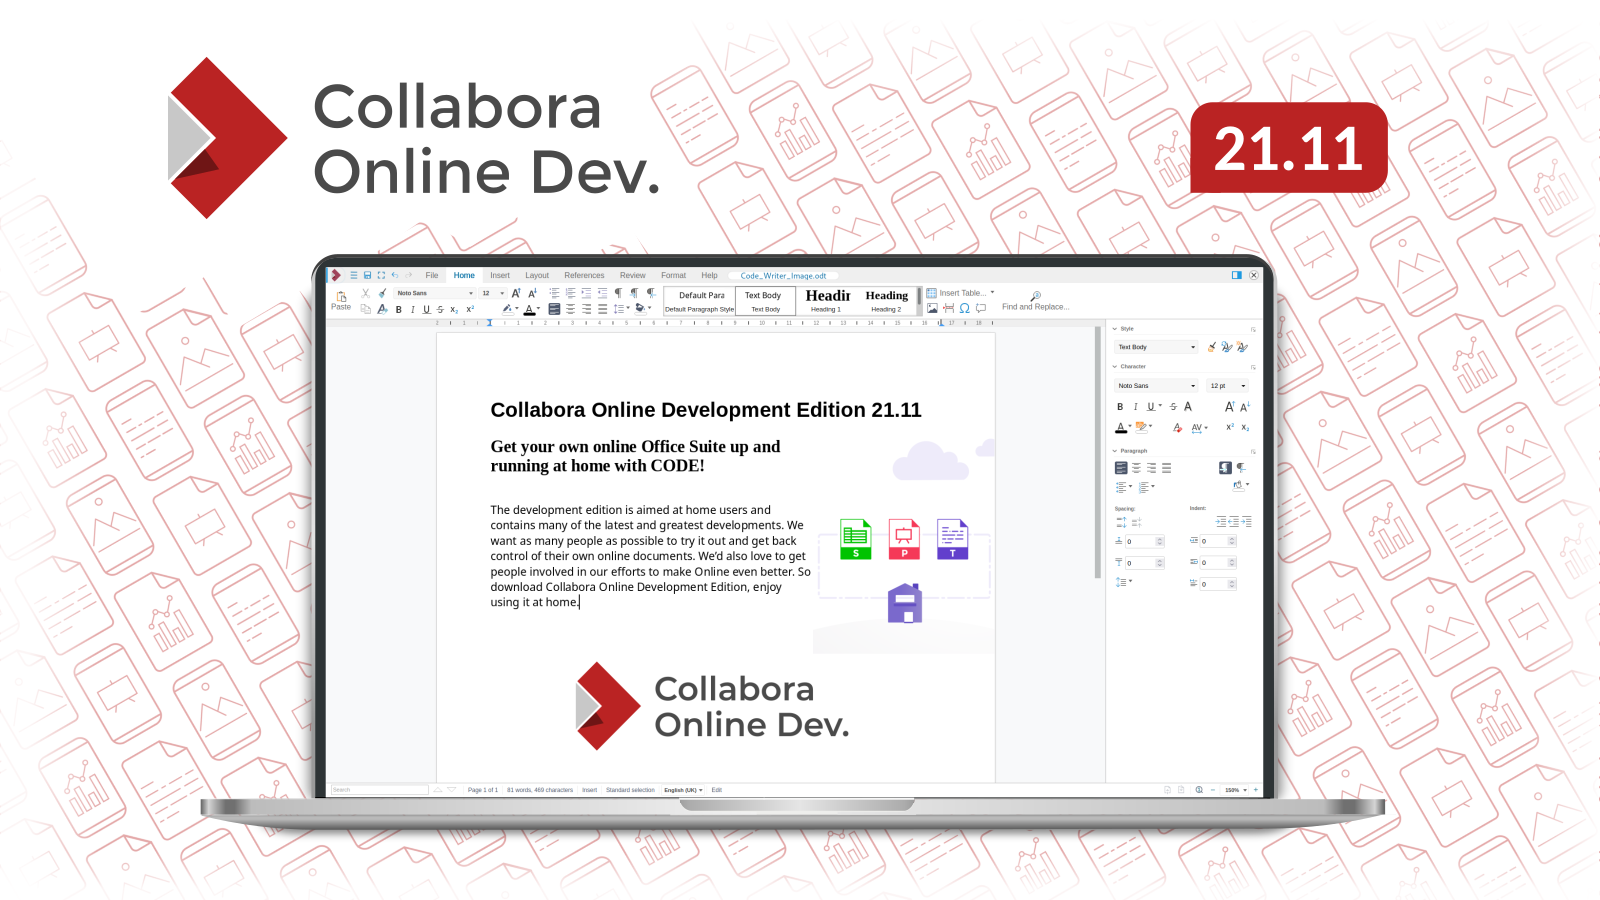 Collabora
Online Dev.
21.11
File Home Insert Layout References Review Format Help Code_Writer_Image.odt
Paste
Noto Sans 12
Default Para Text Body Headir Heading
Default Paragraph Style Text Body Heading 1 Heading 2
Insert Table...
Find and Replace...
Collabora Online Development Edition 21.11
Get your own online Office Suite up and
running at home with CODE!
The development edition is aimed at home users and
contains many of the latest and greatest developments. We
want as many people as possible to try it out and get back
control of their own online documents. We'd also love to get
people involved in our efforts to make Online even better. So
download Collabora Online Development Edition, enjoy
using it at home.
S P T
Collabora
Online Dev.
Style
Text Body
Character
Noto Sans 12 pt
Paragraph
Spacing: Indent:
0 0
0 0
0
Search Page 1 of 1 81 words, 469 characters Insert Standard selection English (UK) Edit 150%